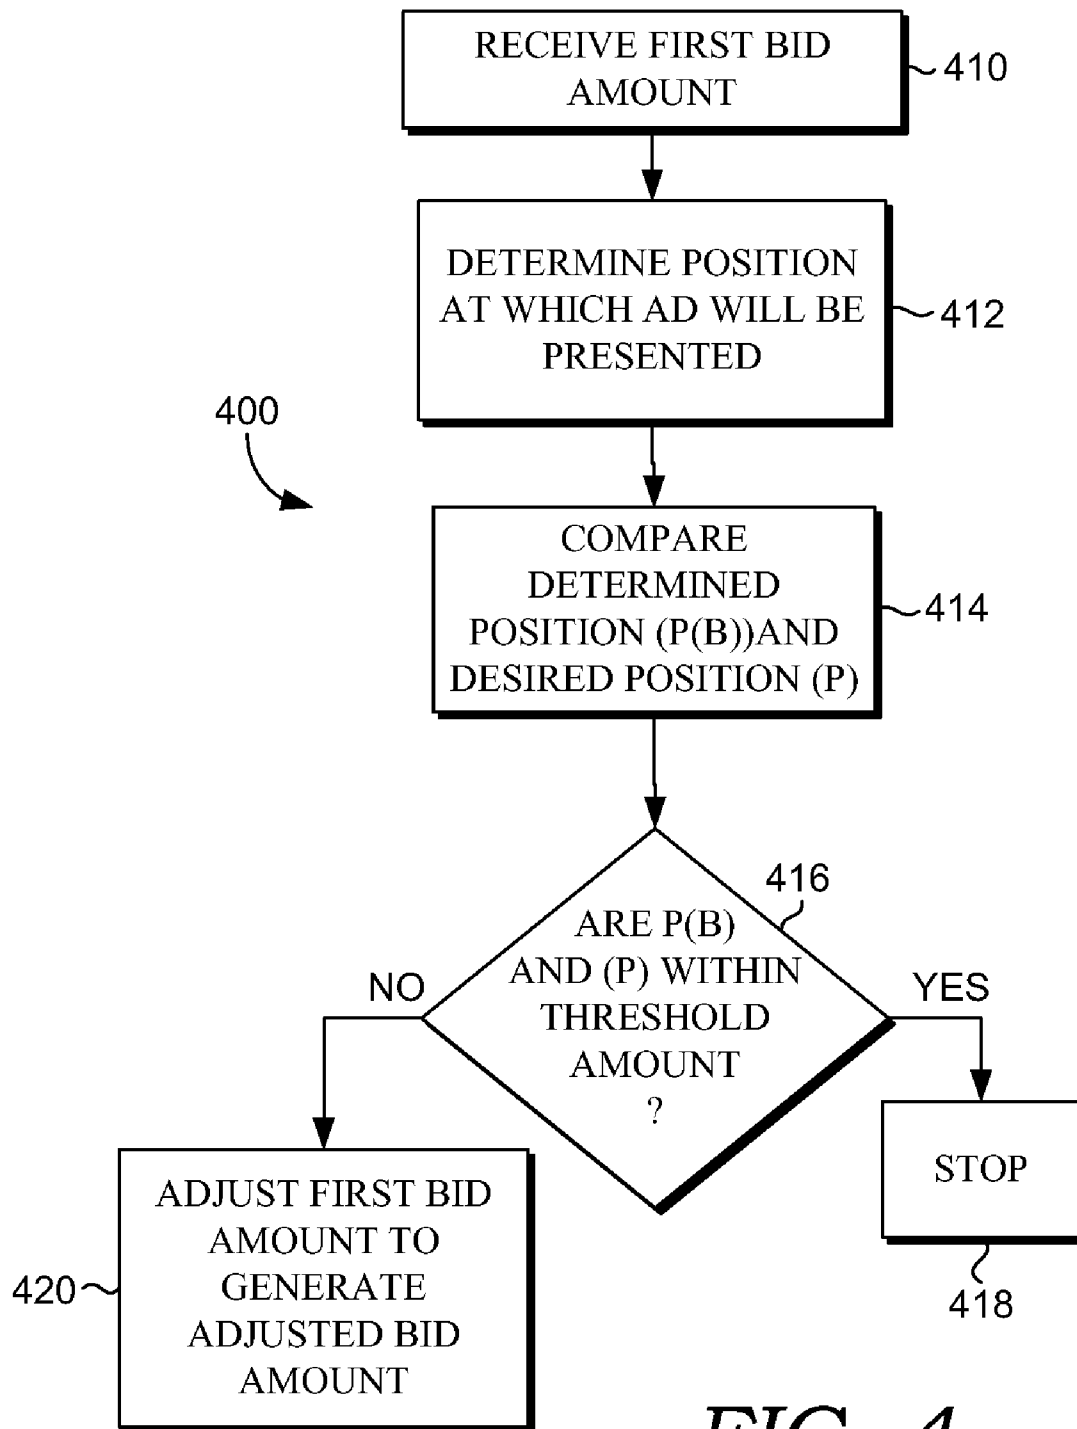 RECEIVE FIRST BID
AMOUNT
410
DETERMINE POSITION
AT WHICH AD WILL BE
PRESENTED
412
400
COMPARE
DETERMINED
POSITION (P(B))AND
DESIRED POSITION (P)
414
416
ARE P(B)
AND (P) WITHIN
THRESHOLD
AMOUNT
?
NO
YES
STOP
418
ADJUST FIRST BID
AMOUNT TO
GENERATE
ADJUSTED BID
AMOUNT
420
FIG. 4